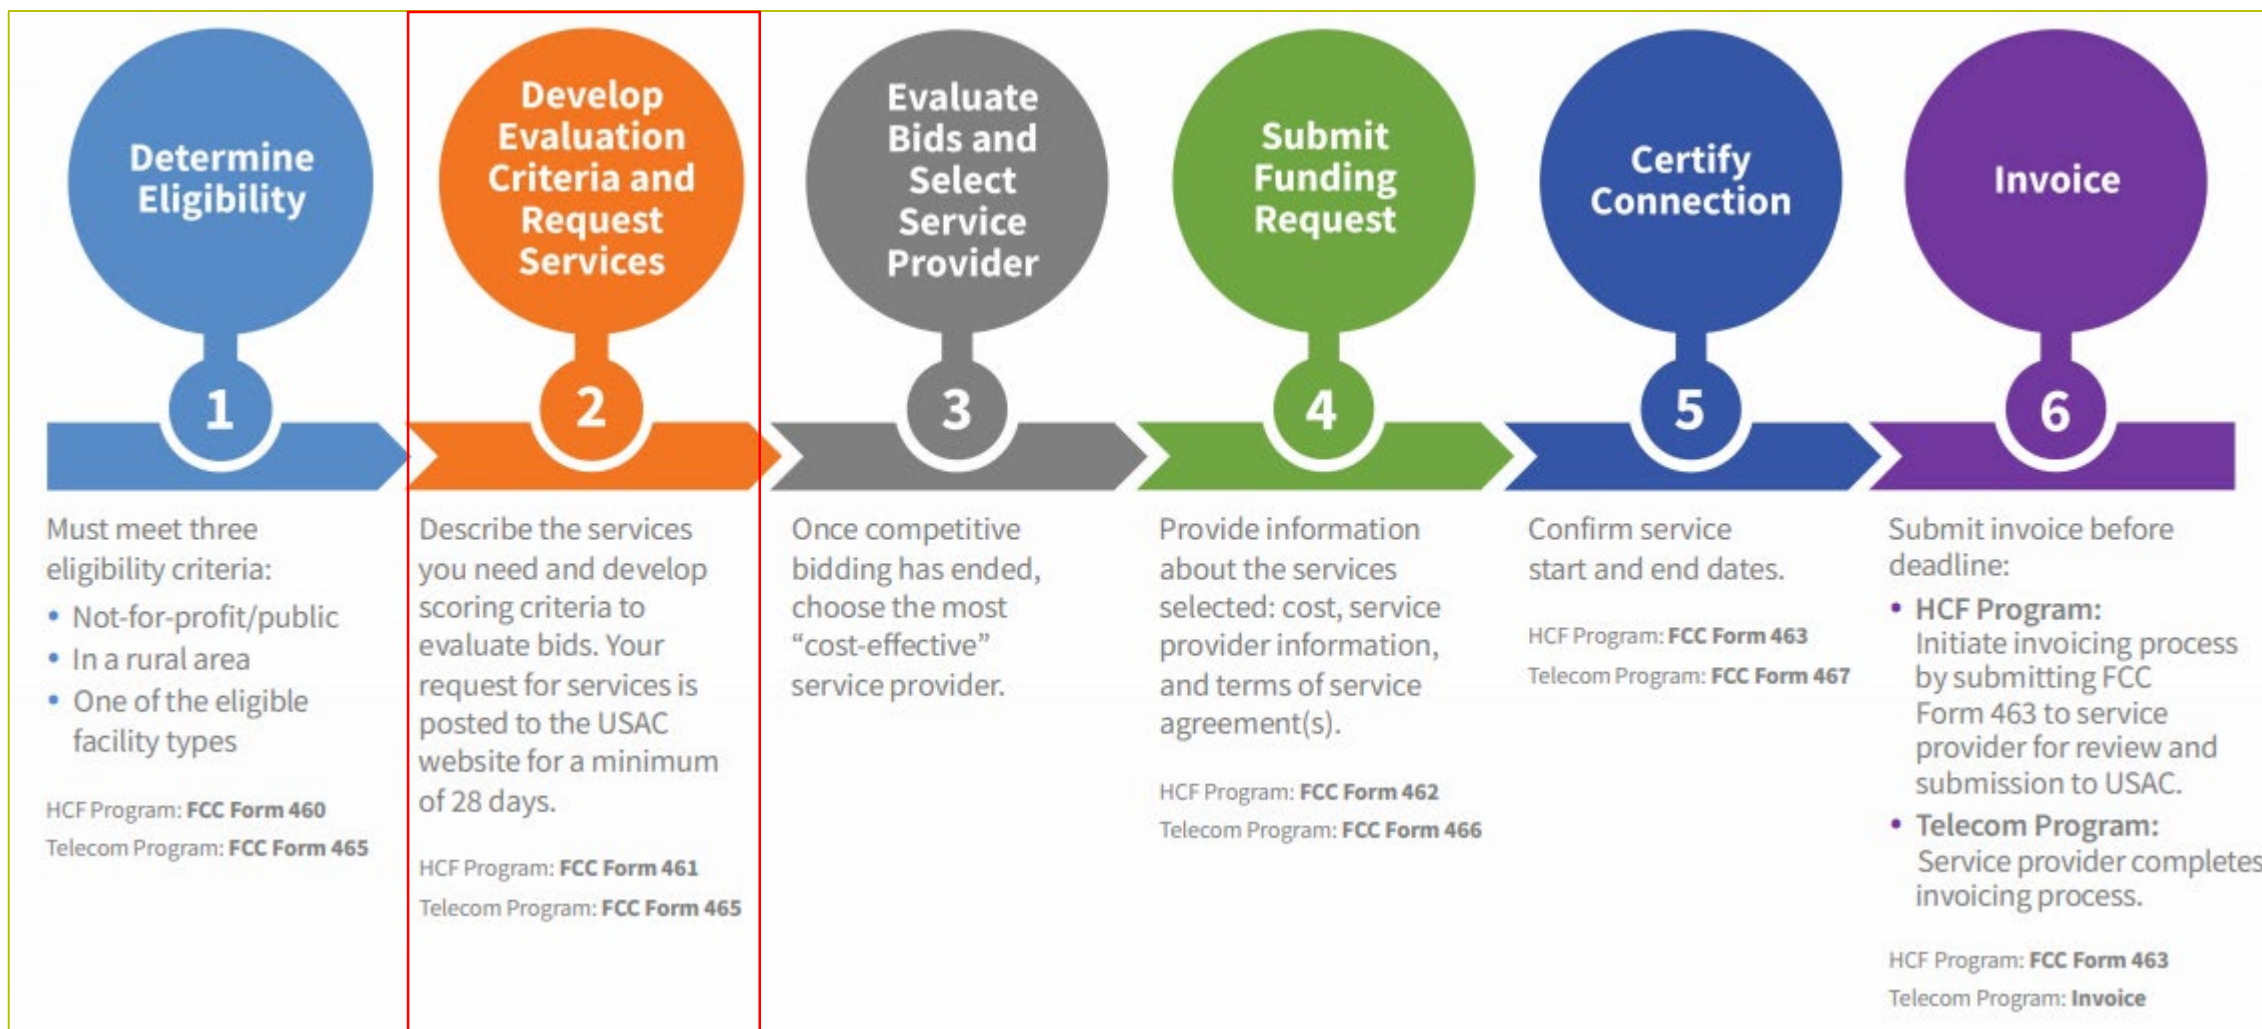 Determine
Eligibility
1
Must meet three
eligibility criteria:
• Not-for-profit/public
• In a rural area
• One of the eligible
facility types
HCF Program: FCC Form 460
Telecom Program: FCC Form 465
Develop
Evaluation
Criteria and
Request
Services
2
Describe the services
you need and develop
scoring criteria to
evaluate bids. Your
request for services is
posted to the USAC
website for a minimum
of 28 days.
HCF Program: FCC Form 461
Telecom Program: FCC Form 465
Evaluate
Bids and
Select
Service
Provider
3
Once competitive
bidding has ended,
choose the most
“cost-effective”
service provider.
Submit
Funding
Request
4
Provide information
about the services
selected: cost, service
provider information,
and terms of service
agreement(s).
HCF Program: FCC Form 462
Telecom Program: FCC Form 466
Certify
Connection
5
Confirm service
start and end dates.
HCF Program: FCC Form 463
Telecom Program: FCC Form 467
Invoice
6
Submit invoice before
deadline:
• HCF Program:
Initiate invoicing process
by submitting FCC
Form 463 to service
provider for review and
submission to USAC.
• Telecom Program:
Service provider completes
invoicing process.
HCF Program: FCC Form 463
Telecom Program: Invoice